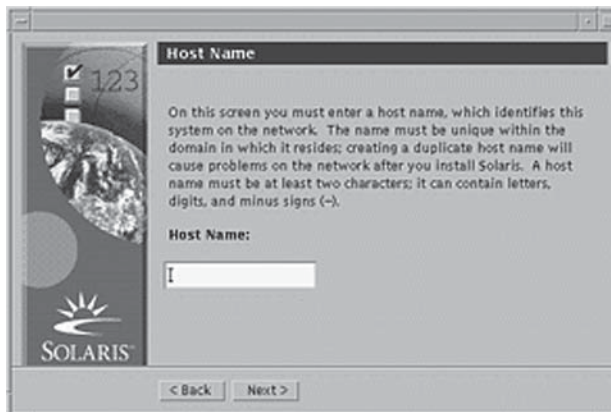 Host Name
123
On this screen you must enter a host name, which identifies this
system on the network. The name must be unique within the
domain in which it resides; creating a duplicate host name will
cause problems on the network after you install Solaris. A host
name must be at least two characters; it can contain letters,
digits, and minus signs (-).
Host Name:
SOLARIS™
< Back
Next >